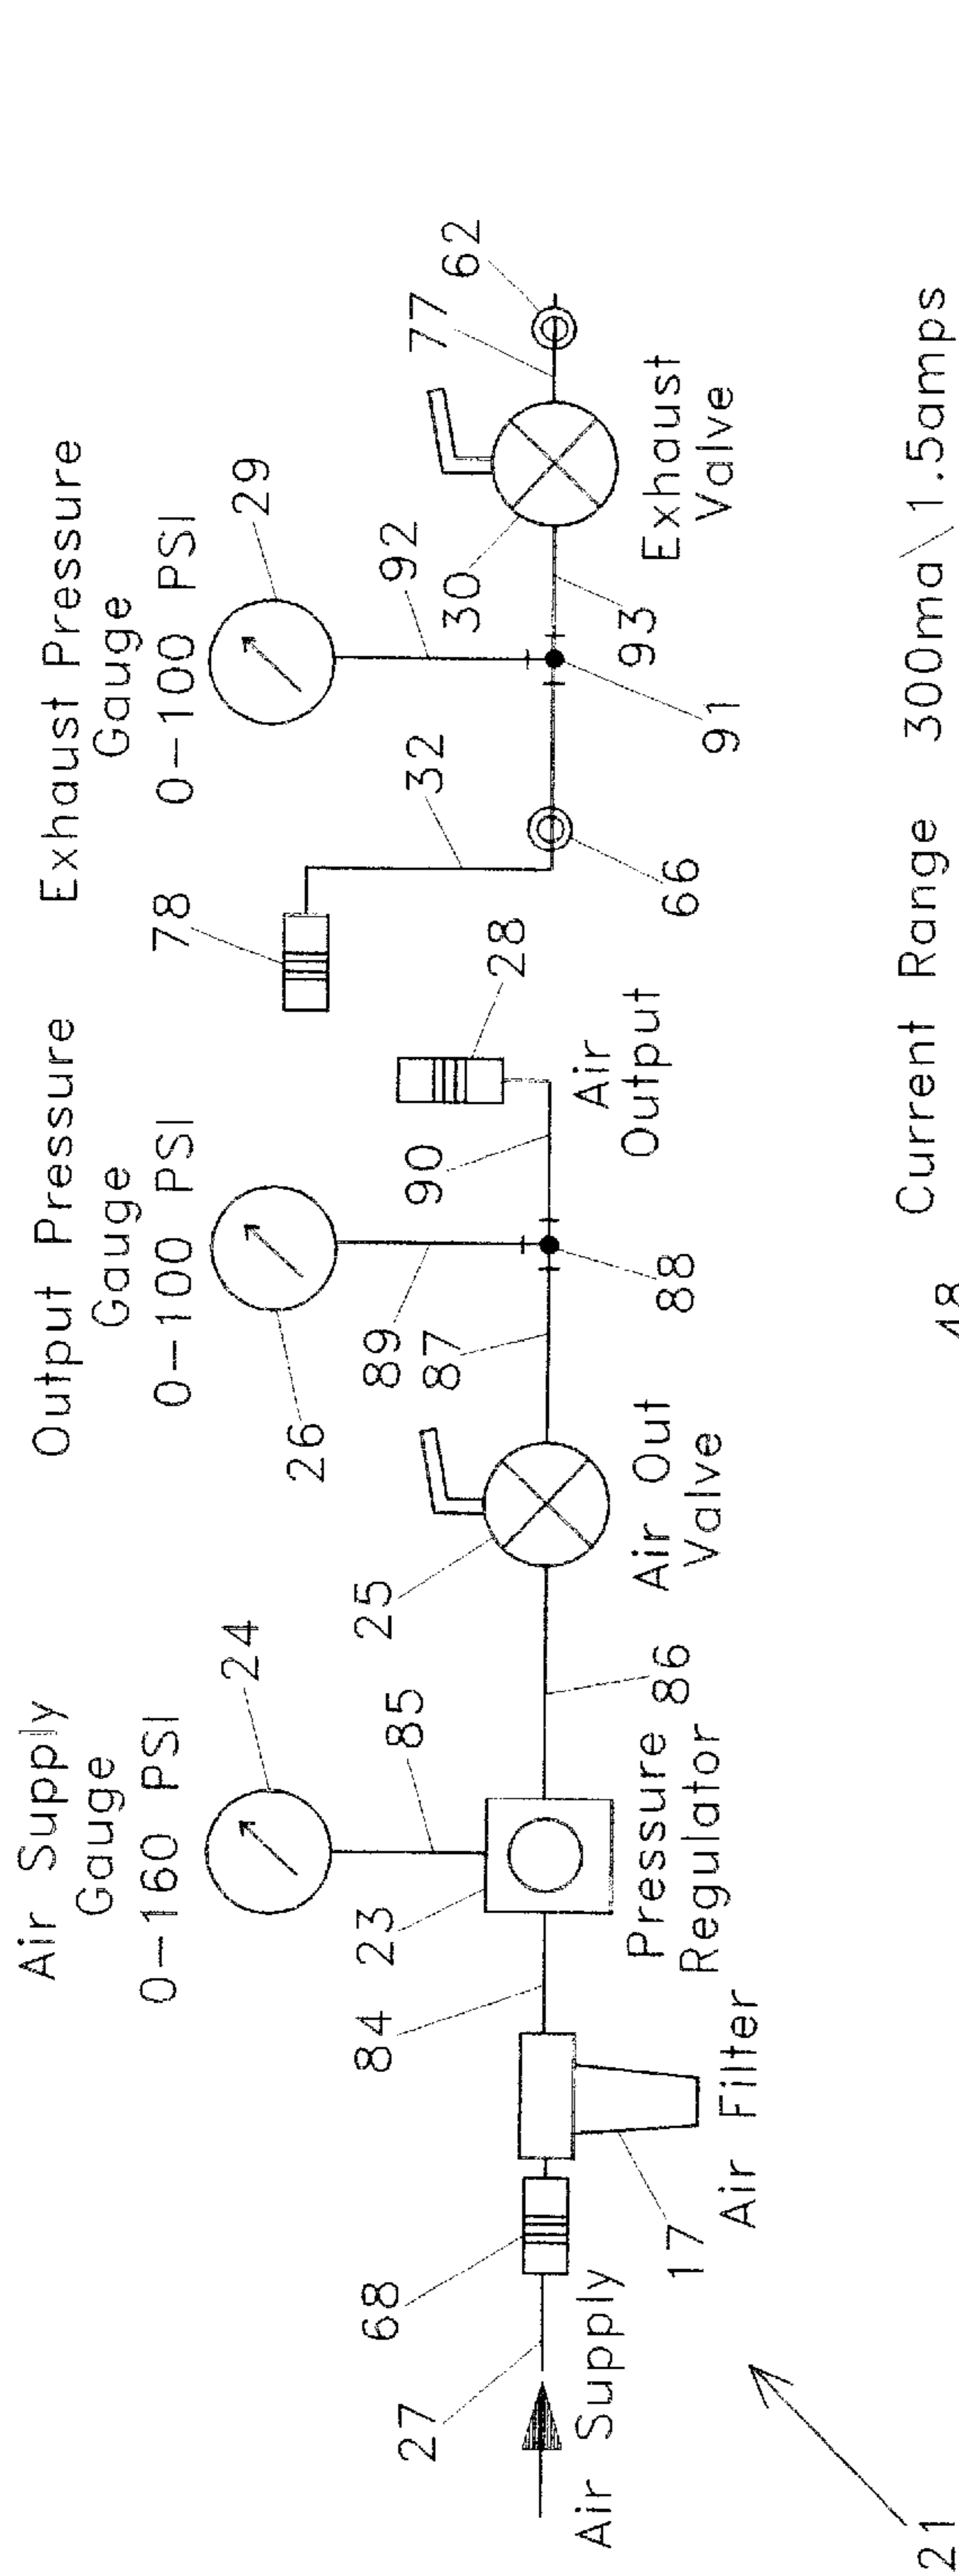 Air Supply
Gauge
0-160 PSI
Output Pressure
Gauge
0-100 PSI
Exhaust Pressure
Gauge
0-100 PSI
24
26
78
29
85
25
89
87
90
28
32
92
30
77
62
27
68
84
23
Air Supply
17
Air Filter
Pressure
Regulator
86
Air Out
Valve
88
Air
Output
66
91
93
Exhaust
Valve
21
48
Current Range 300ma\1.5amps